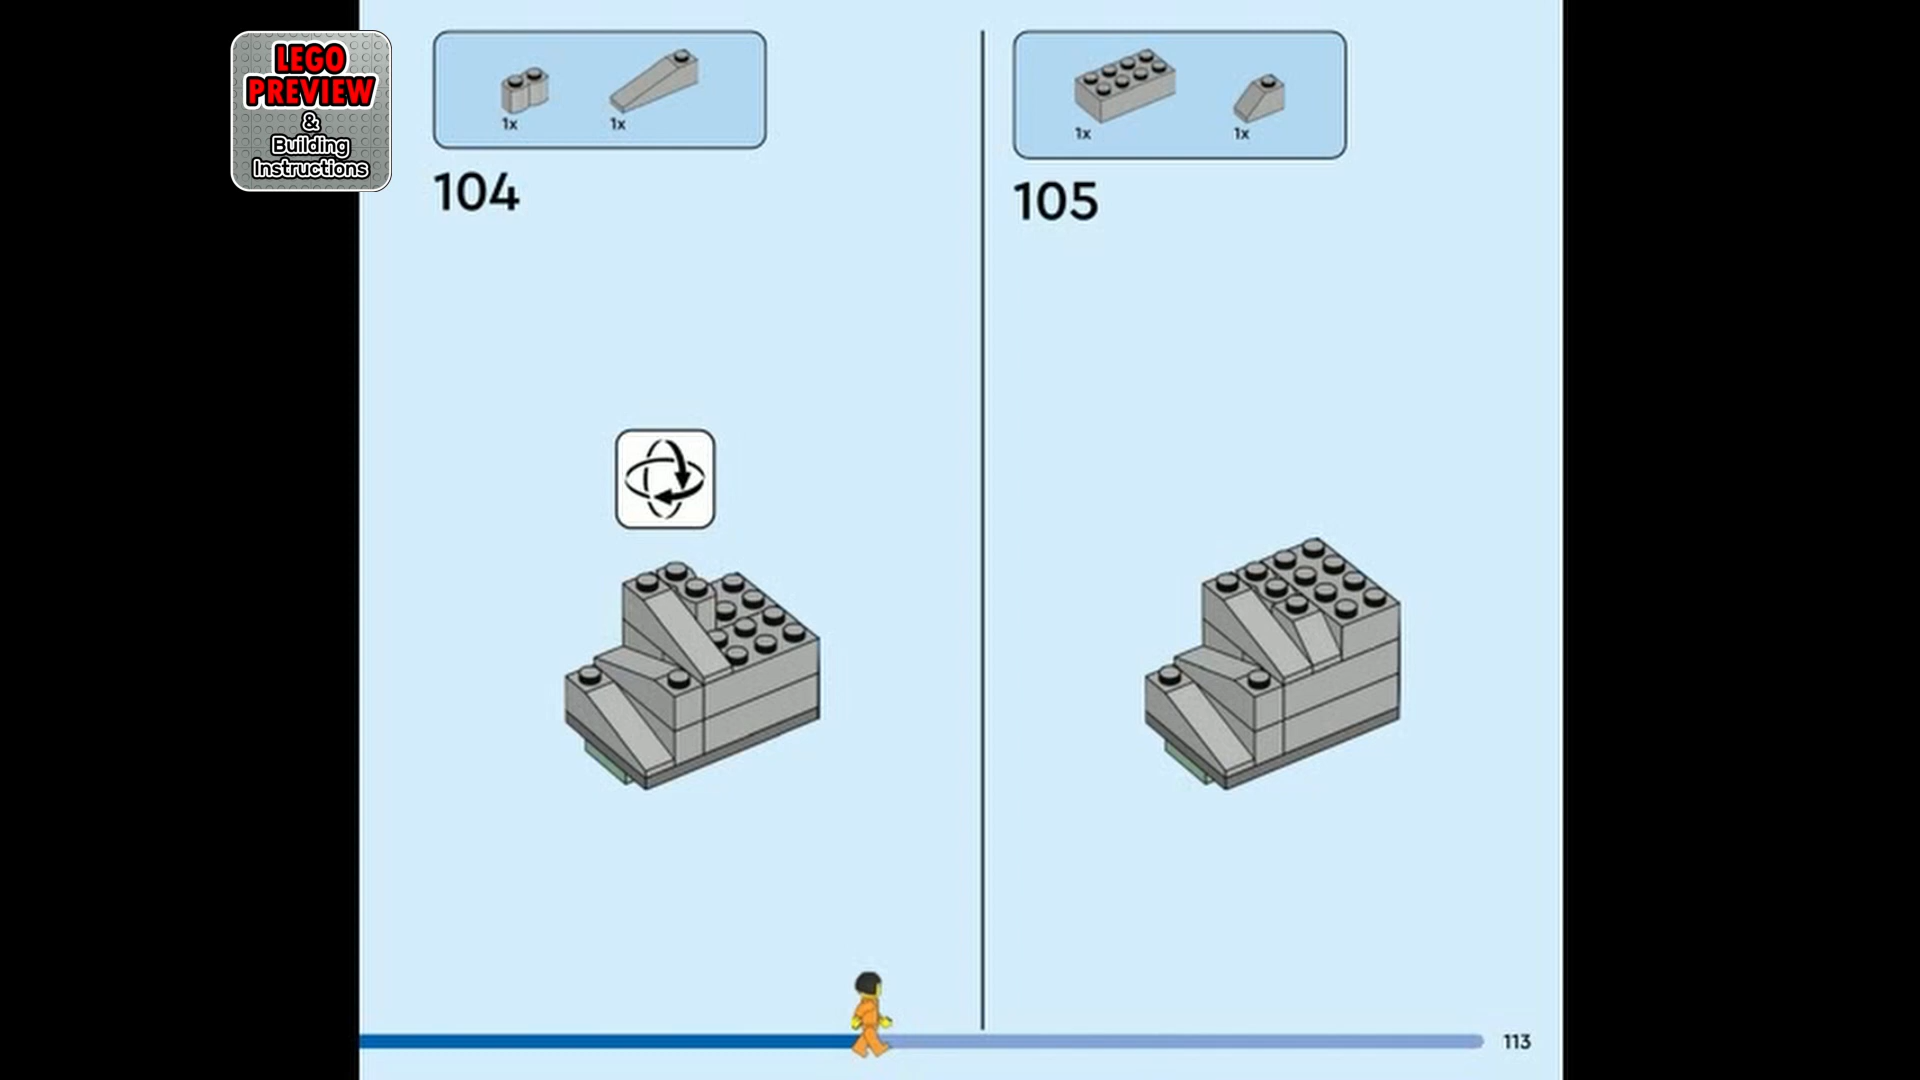 LEGO
PREVIEW
&
Building
Instructions
1x 1x
104
1x 1x
105
113